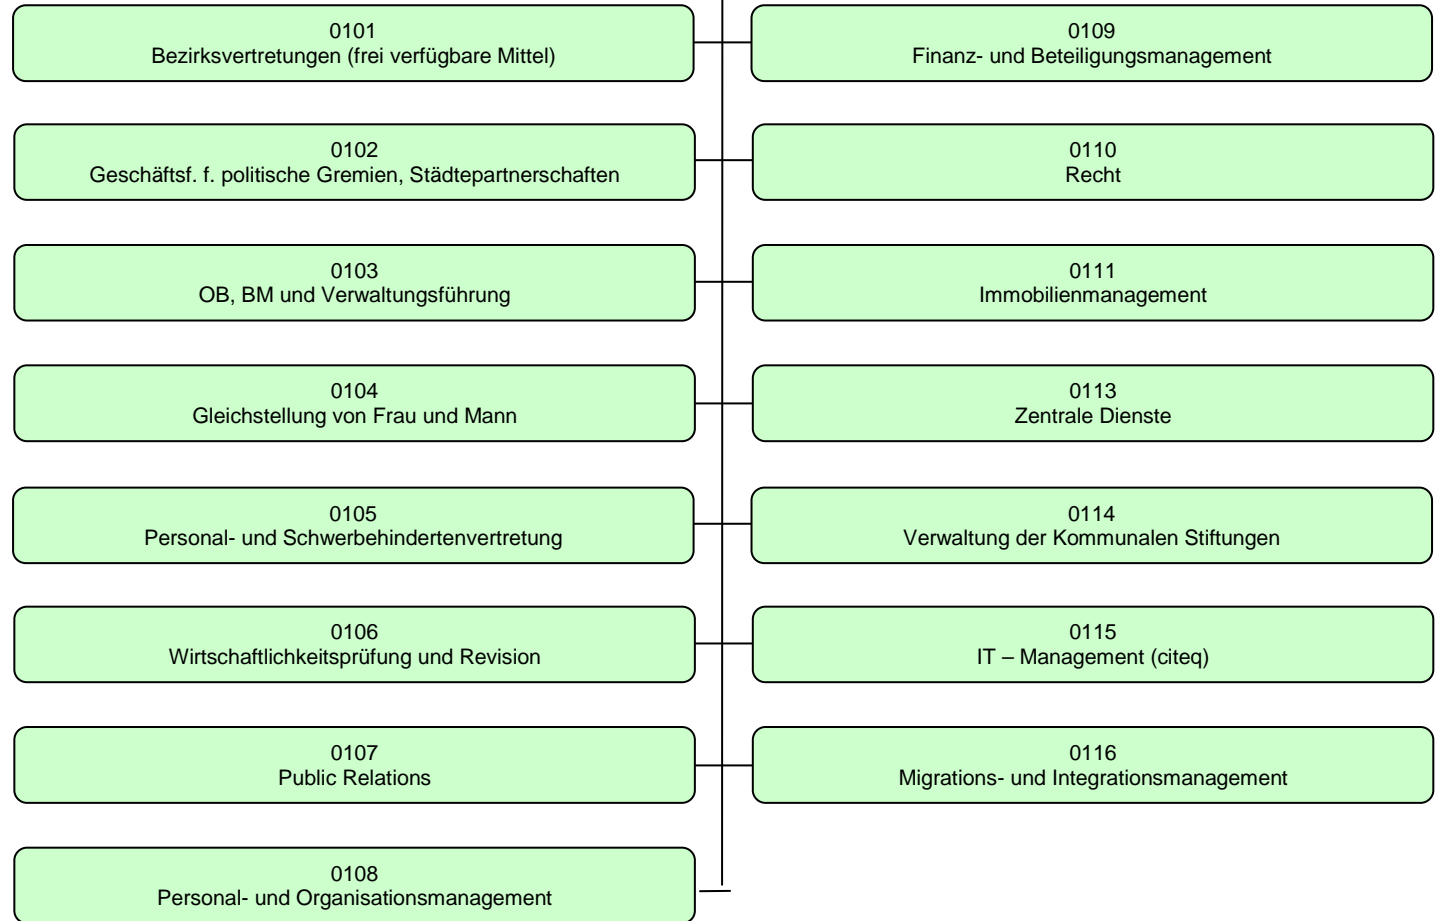 0101
Bezirksvertretungen (frei verfügbare Mittel)
0102
Geschäftsf. f. politische Gremien, Städtepartnerschaften
0103
OB, BM und Verwaltungsführung
0104
Gleichstellung von Frau und Mann
0105
Personal- und Schwerbehindertenvertretung
0106
Wirtschaftlichkeitsprüfung und Revision
0107
Public Relations
0108
Personal- und Organisationsmanagement
0109
Finanz- und Beteiligungsmanagement
0110
Recht
0111
Immobilienmanagement
0113
Zentrale Dienste
0114
Verwaltung der Kommunalen Stiftungen
0115
IT – Management (citeq)
0116
Migrations- und Integrationsmanagement